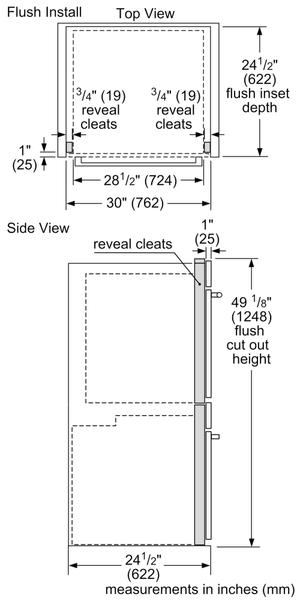 Flush Install
Top View
3/4" (19)
reveal
cleats
3/4" (19)
reveal
cleats
24 1/2"
(622)
flush inset
depth
1"
(25)
28 1/2" (724)
30" (762)
Side View
1"
(25)
reveal cleats
49 1/8"
(1248)
flush
cut out
height
24 1/2"
(622)
measurements in inches (mm)